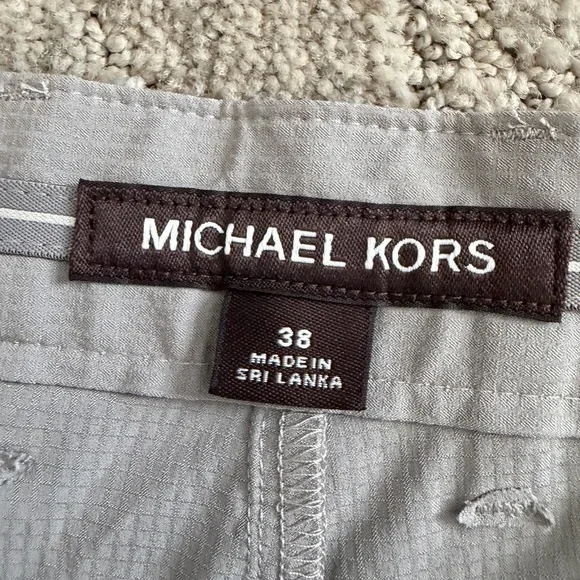 MICHAEL KORS
38
MADE IN
SRI LANKA